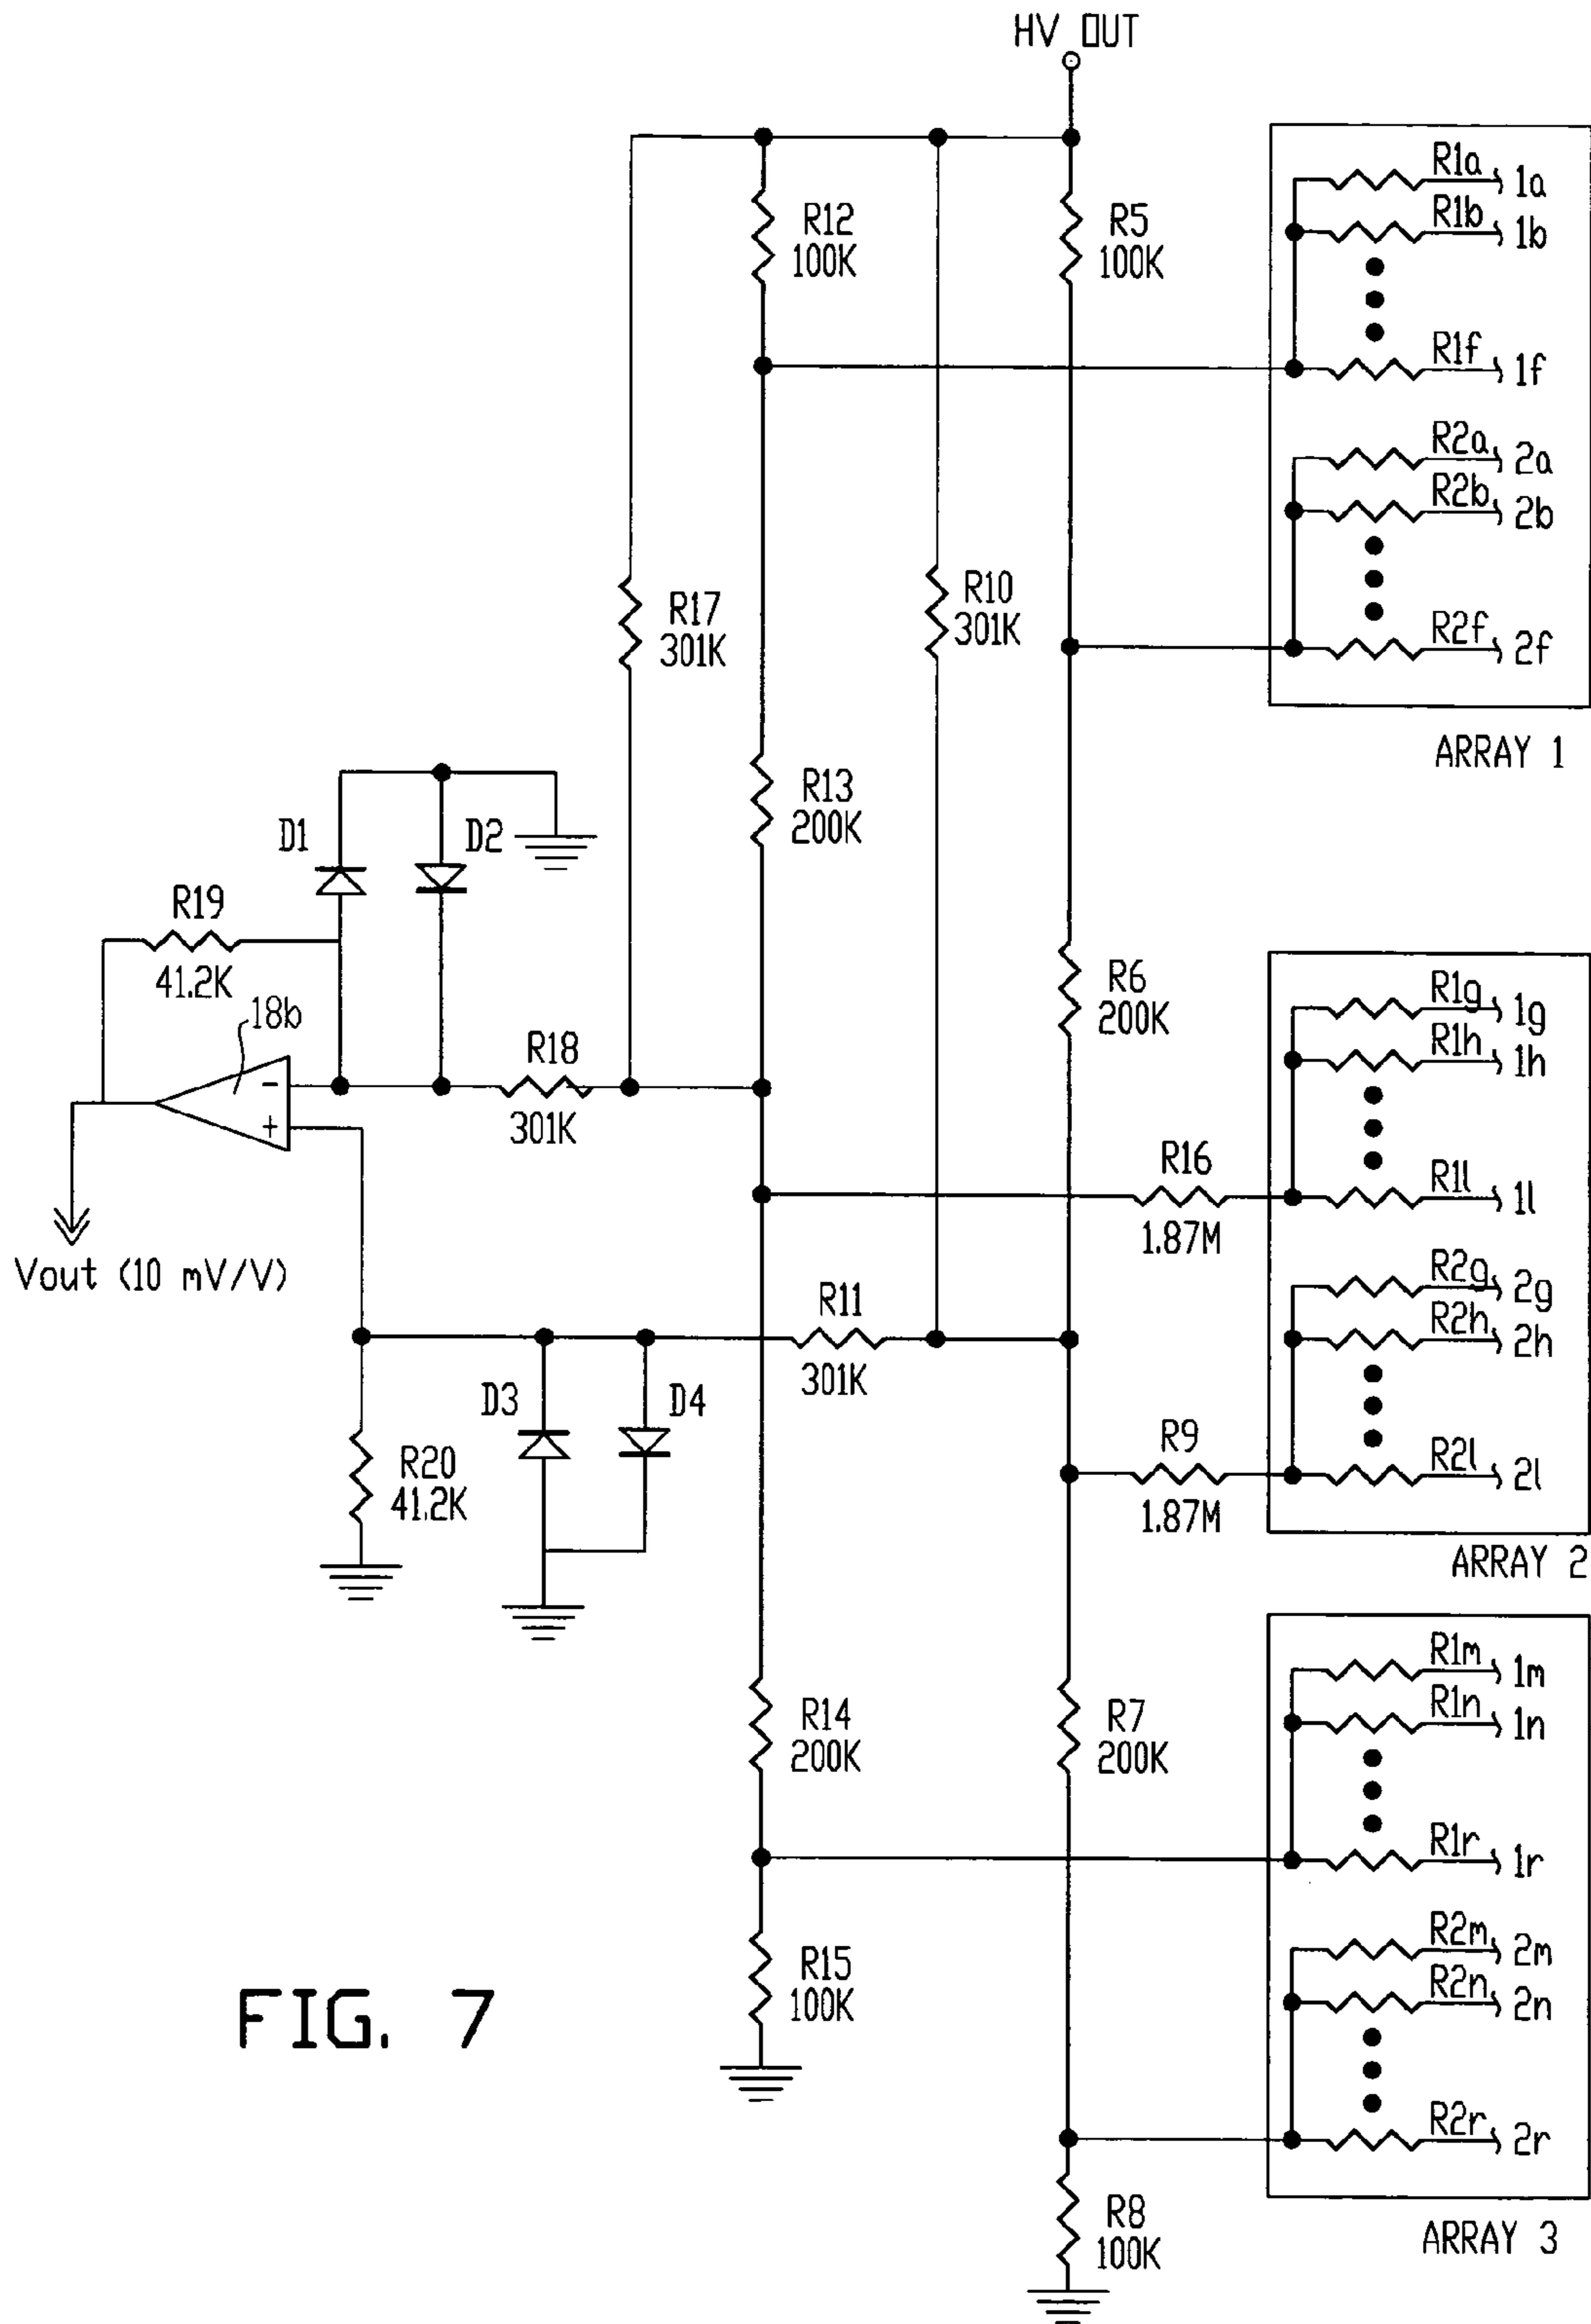 HV OUT
R12
100K
R5
100K
R1a
1a
R1b
1b
R1f
1f
R2a
2a
R2b
2b
R2f
2f
ARRAY 1
R17
301K
R10
301K
R13
200K
D1
D2
R19
41.2K
18b
-
+
R18
301K
R6
200K
R16
1.87M
R1g
1g
R1h
1h
R1l
1l
R2g
2g
R2h
2h
R2l
2l
ARRAY 2
Vout (10 mV/V)
R11
301K
D3
D4
R9
1.87M
R20
41.2K
R14
200K
R7
200K
R1m
1m
R1n
1n
R1r
1r
R2m
2m
R2n
2n
R2r
2r
ARRAY 3
R15
100K
R8
100K
FIG. 7